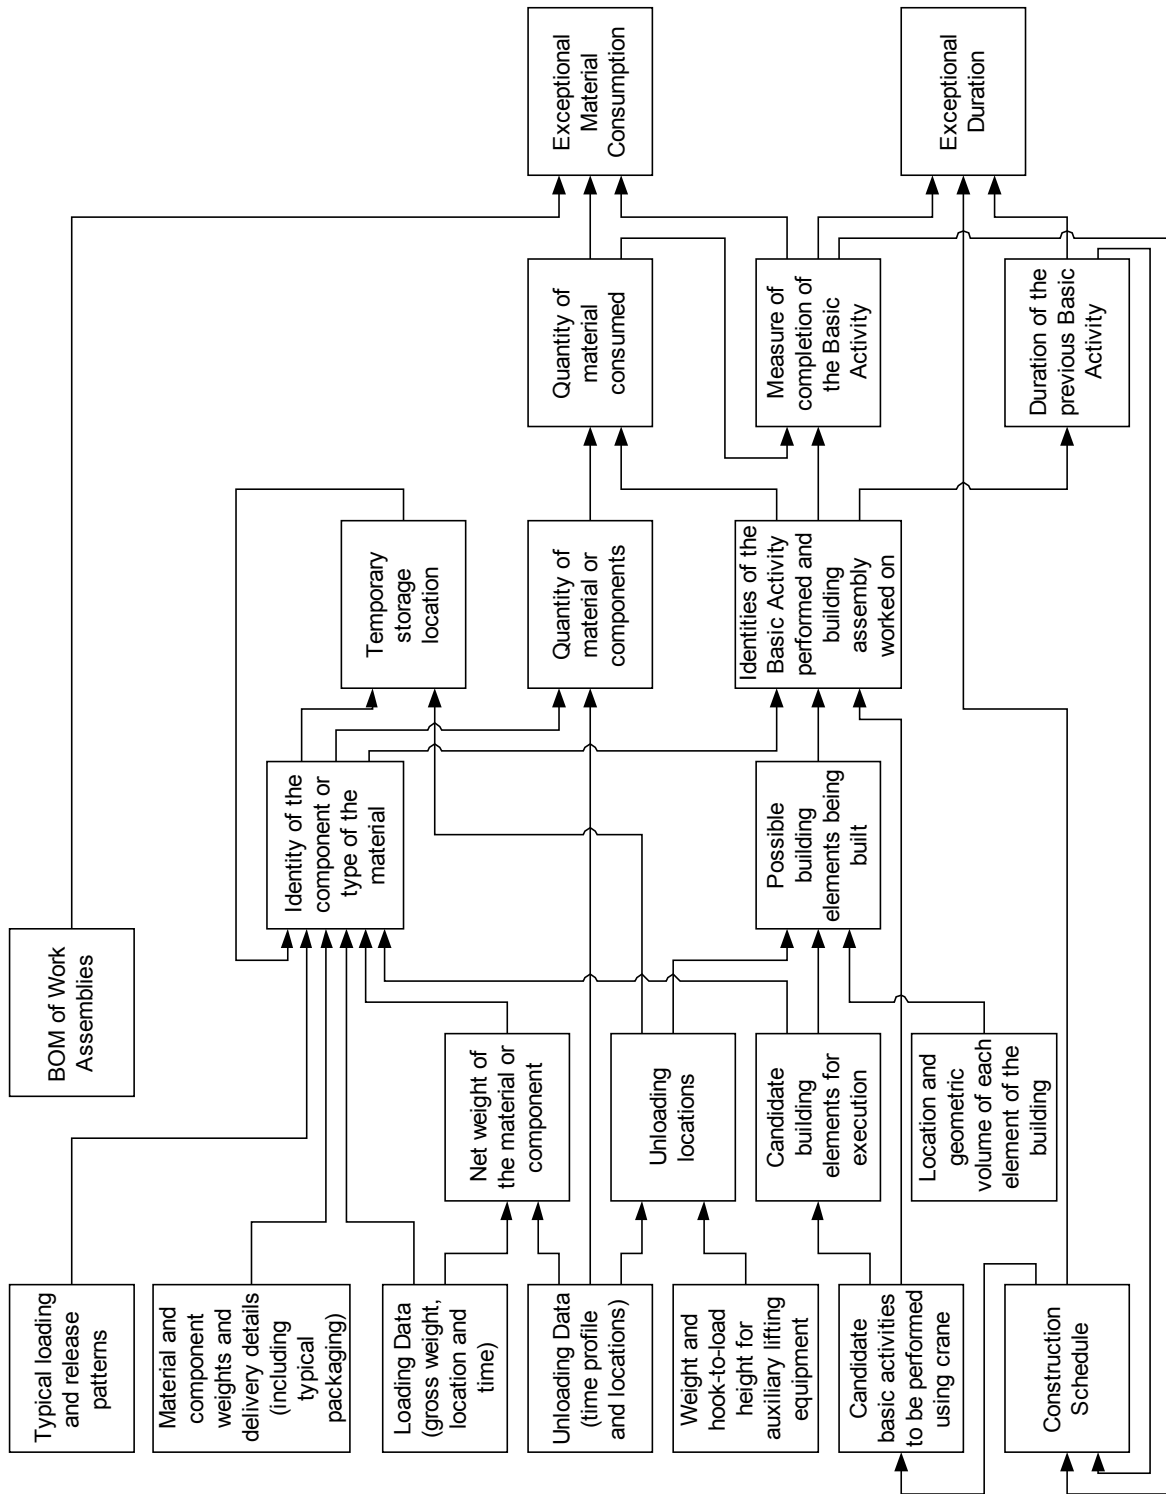 Typical loading
and release
patterns
Material and
component
weights and
delivery details
(including
typical
packaging)
Loading Data
(gross weight,
location and
time)
Unloading Data
(time profile
and locations)
Weight and
hook-to-load
height for
auxiliary lifting
equipment
Candidate
basic activities
to be performed
using crane
Construction
Schedule
BOM of Work
Assemblies
Net weight of
the material or
component
Unloading
locations
Candidate
building
elements for
execution
Location and
geometric
volume of each
element of the
building
Identity of the
component or
type of the
material
Possible
building
elements being
built
Temporary
storage
location
Quantity of
material or
components
Identities of the
Basic Activity
performed and
building
assembly
worked on
Quantity of
material
consumed
Measure of
completion of
the Basic
Activity
Duration of the
previous Basic
Activity
Exceptional
Material
Consumption
Exceptional
Duration